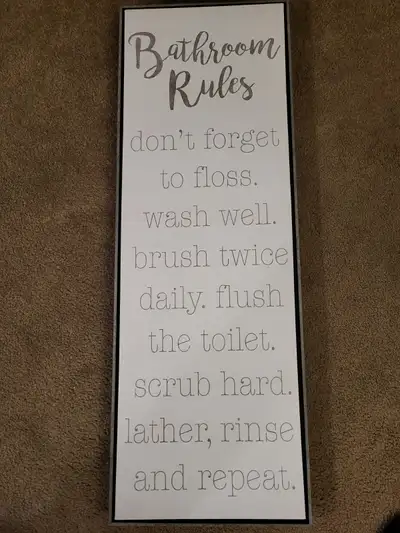 Bathroom
Rules
don't forget
to floss.
wash well.
brush twice
daily. flush
the toilet.
scrub hard.
lather, rinse
and repeat.